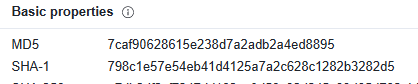 Basic properties
MD5 7caf90628615e238d7a2adb2a4ed8895
SHA-1 798c1e57e54eb41d4125a7a2c628c1282b3282d5